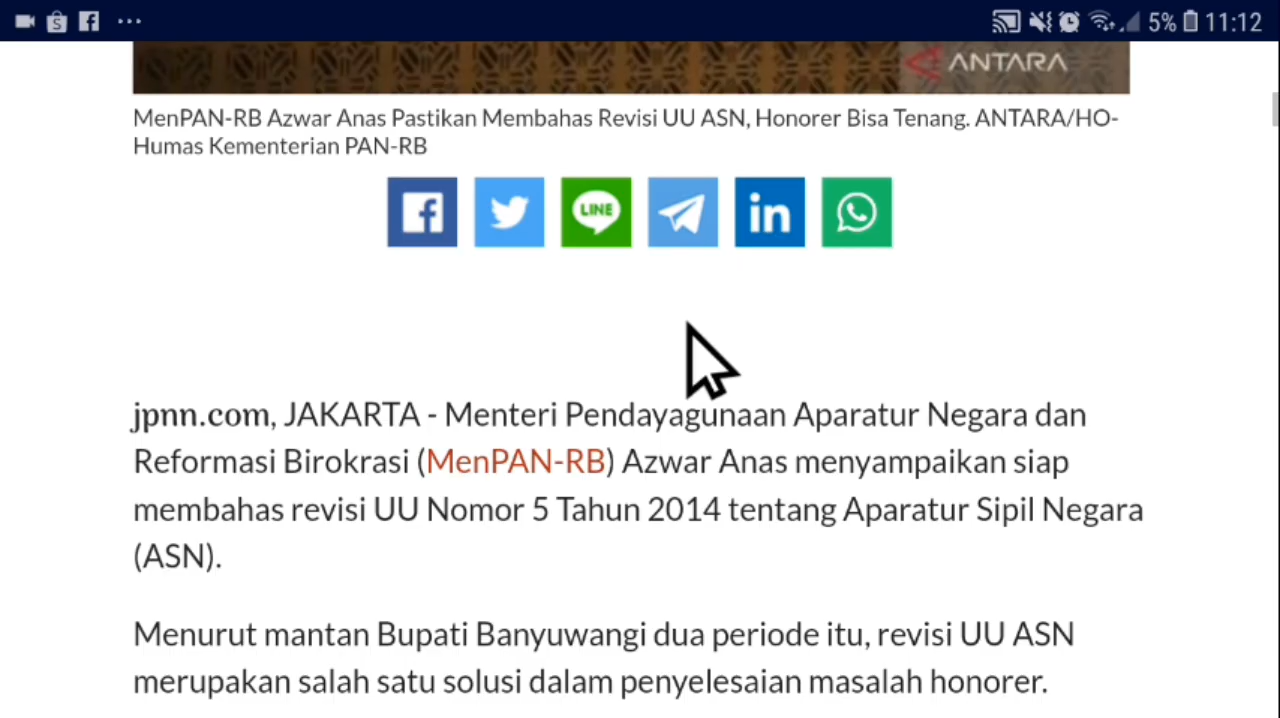 5% 11:12
ANTARA
MenPAN-RB Azwar Anas Pastikan Membahas Revisi UU ASN, Honorer Bisa Tenang. ANTARA/HO-
Humas Kementerian PAN-RB
LINE
in
jpnn.com, JAKARTA - Menteri Pendayagunaan Aparatur Negara dan
Reformasi Birokrasi (MenPAN-RB) Azwar Anas menyampaikan siap
membahas revisi UU Nomor 5 Tahun 2014 tentang Aparatur Sipil Negara
(ASN).
Menurut mantan Bupati Banyuwangi dua periode itu, revisi UU ASN
merupakan salah satu solusi dalam penyelesaian masalah honorer.